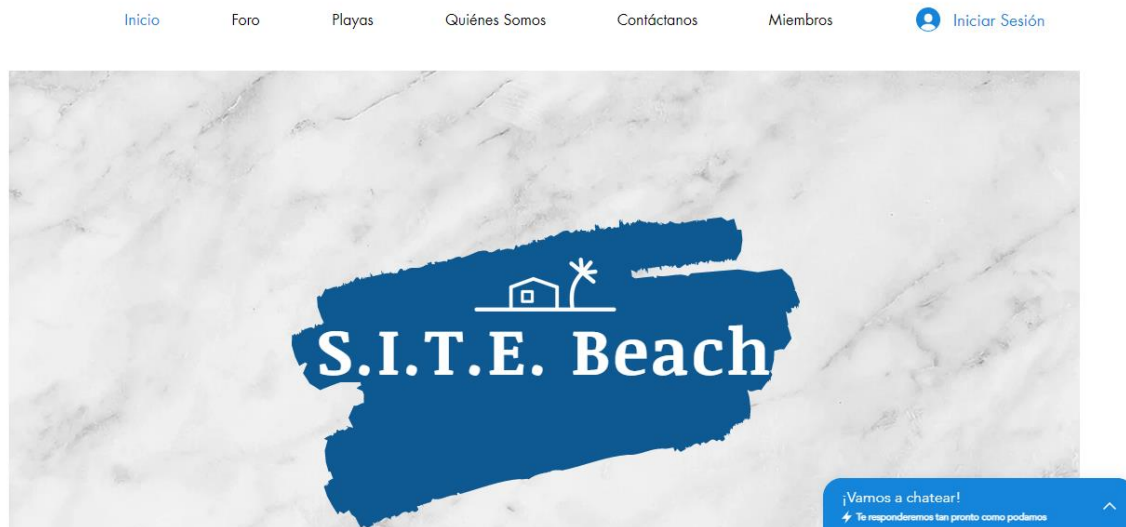 Inicio Foro Playas Quiénes Somos Contáctanos Miembros Iniciar Sesión
S.I.T.E. Beach
¡Vamos a chatear!
Te responderemos tan pronto como podamos